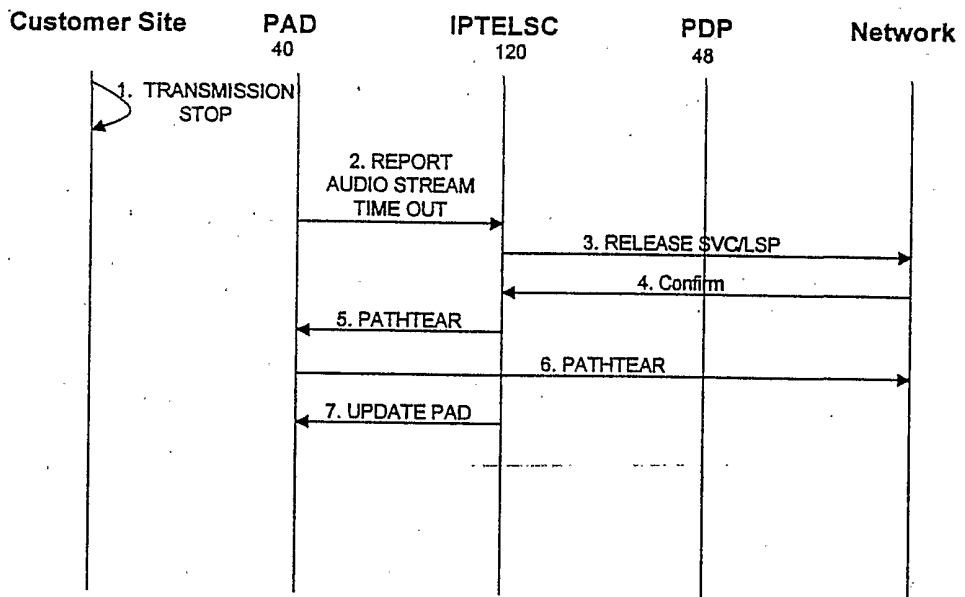 Customer Site PAD IPTELSC PDP Network
40 120 48
1. TRANSMISSION
STOP
2. REPORT
AUDIO STREAM
TIME OUT
3. RELEASE SVC/LSP
4. Confirm
5. PATHTEAR
6. PATHTEAR
7. UPDATE PAD